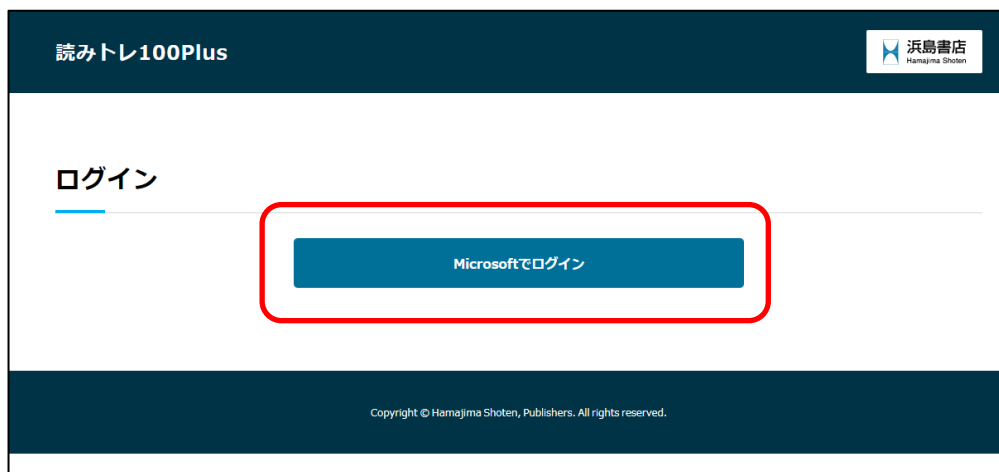 読みトレ100Plus
浜島書店
Hamajima Shoten
ログイン
Microsoftでログイン
Copyright © Hamajima Shoten, Publishers. All rights reserved.